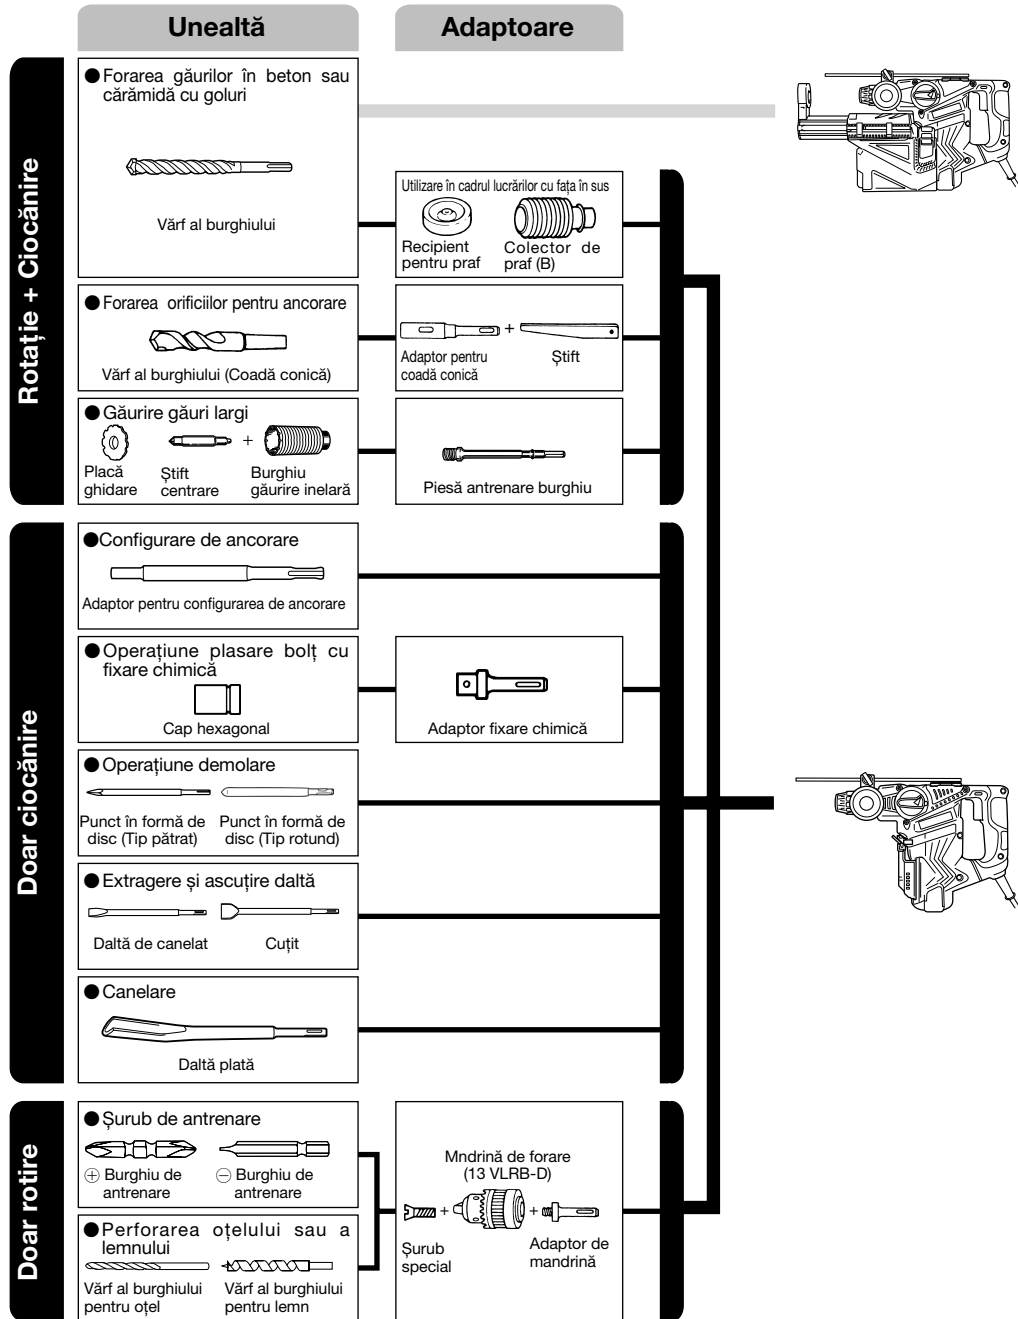 Unealtă
Adaptoare
Rotație + Ciocănire
● Forarea găurilor în beton sau
cărămidă cu goluri
Vârf al burghiului
Utilizare în cadrul lucrărilor cu fața în sus
Recipient
pentru praf
Colector de
praf (B)
● Forarea orificiilor pentru ancorare
Vârf al burghiului (Coadă conică)
+
Adaptor pentru
coadă conică
Știft
● Găurire găuri largi
+
Placă
ghidare
Știft
centrare
Burghiu
găurire inelară
Piesă antrenare burghiu
Doar ciocănire
● Configurare de ancorare
Adaptor pentru configurarea de ancorare
● Operațiune plasare bolț cu
fixare chimică
Cap hexagonal
Adaptor fixare chimică
● Operațiune demolare
Punct în formă de
disc (Tip pătrat)
Punct în formă de
disc (Tip rotund)
● Extragere și ascuțire daltă
Daltă de canelat
Cuțit
● Canelare
Daltă plată
Doar rotire
● Șurub de antrenare
⊕ Burghiu de
antrenare
⊖ Burghiu de
antrenare
● Perforarea oțelului sau a
lemnului
Vârf al burghiului
pentru oțel
Vârf al burghiului
pentru lemn
Mndrină de forare
(13 VLRB-D)
+ +
Șurub
special
Adaptor de
mandrină